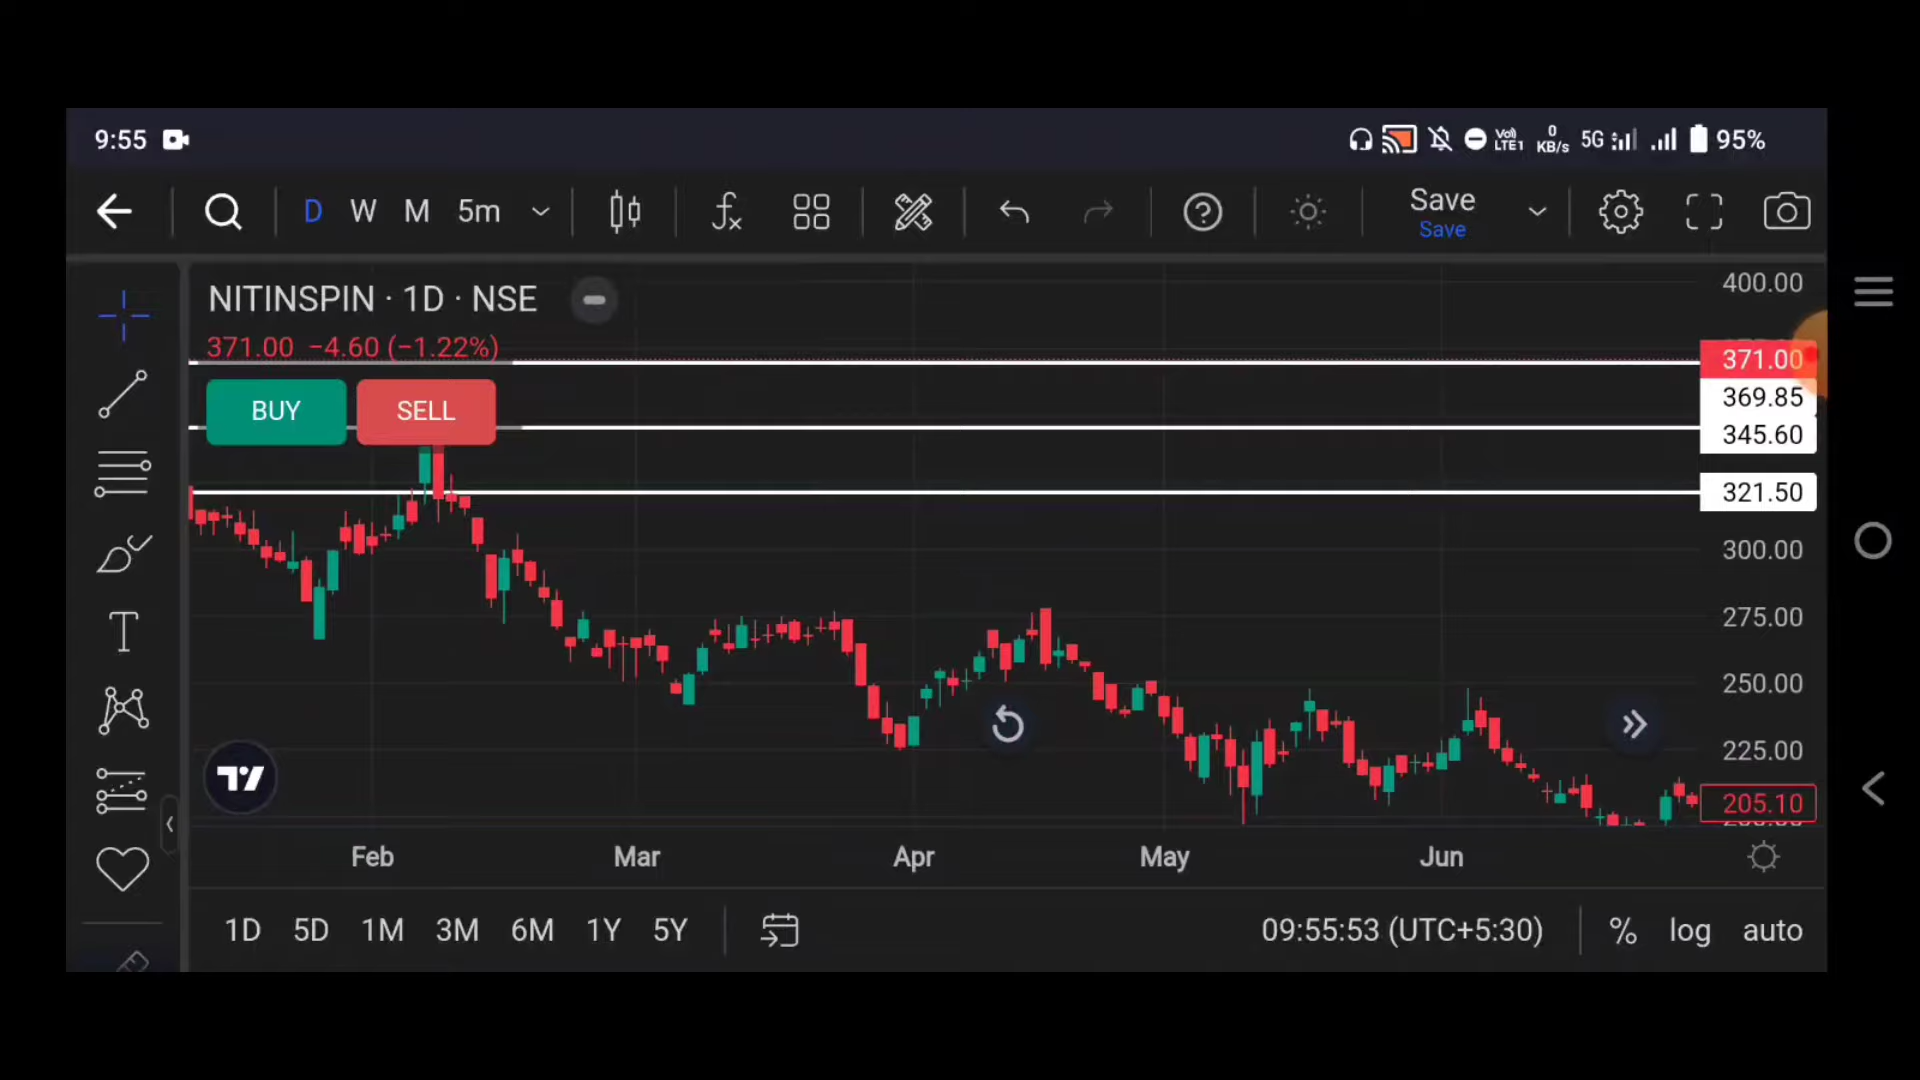 9:55 Vo) LTE1 0 KB/s 5G 95%
D W M 5m Save
Save
NITINSPIN · 1D · NSE
371.00 −4.60 (−1.22%)
BUY SELL
400.00
371.00
369.85
345.60
321.50
300.00
275.00
250.00
225.00
205.10
Feb Mar Apr May Jun
1D 5D 1M 3M 6M 1Y 5Y 09:55:53 (UTC+5:30) % log auto